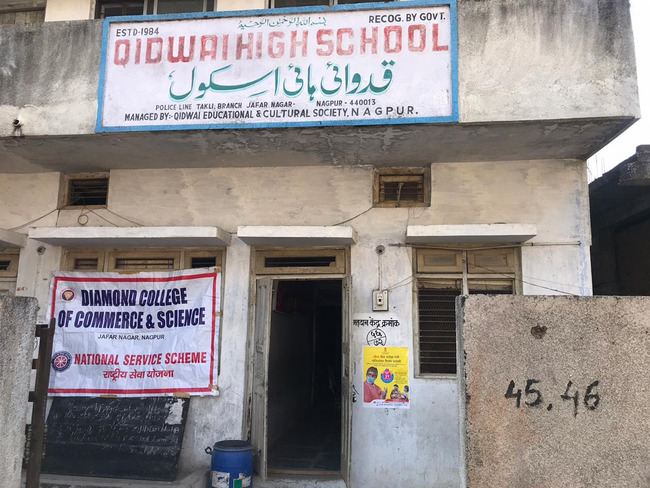 بسم اللہ الرحمن الرحیم
ESTD-1984
RECOG. BY GOVT.
QIDWAI HIGH SCHOOL
قدوائی ہائی اسکول
POLICE LINE TAKLI, BRANCH JAFAR NAGAR- NAGPUR - 440013
MANAGED BY:- QIDWAI EDUCATIONAL & CULTURAL SOCIETY, NAGPUR.
DIAMOND COLLEGE
OF COMMERCE & SCIENCE
JAFAR NAGAR, NAGPUR
NATIONAL SERVICE SCHEME
राष्ट्रीय सेवा योजना
केंद्र क्रमांक
45. 46